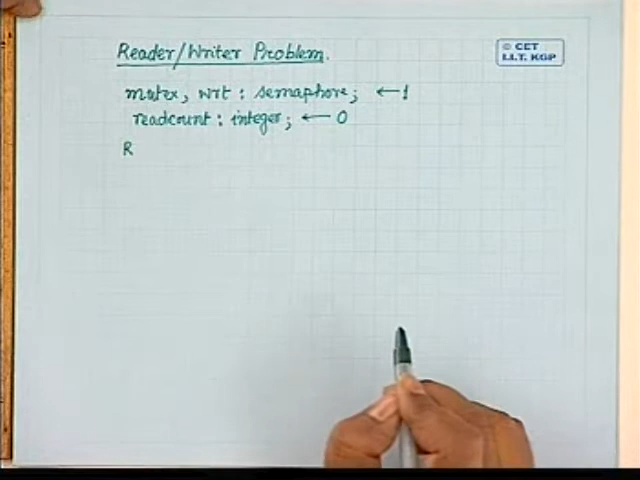 Reader/Writer Problem.
© CET
I.I.T. KGP
mutex, wrt : semaphore; ← 1
readcount : integer; ← 0
R